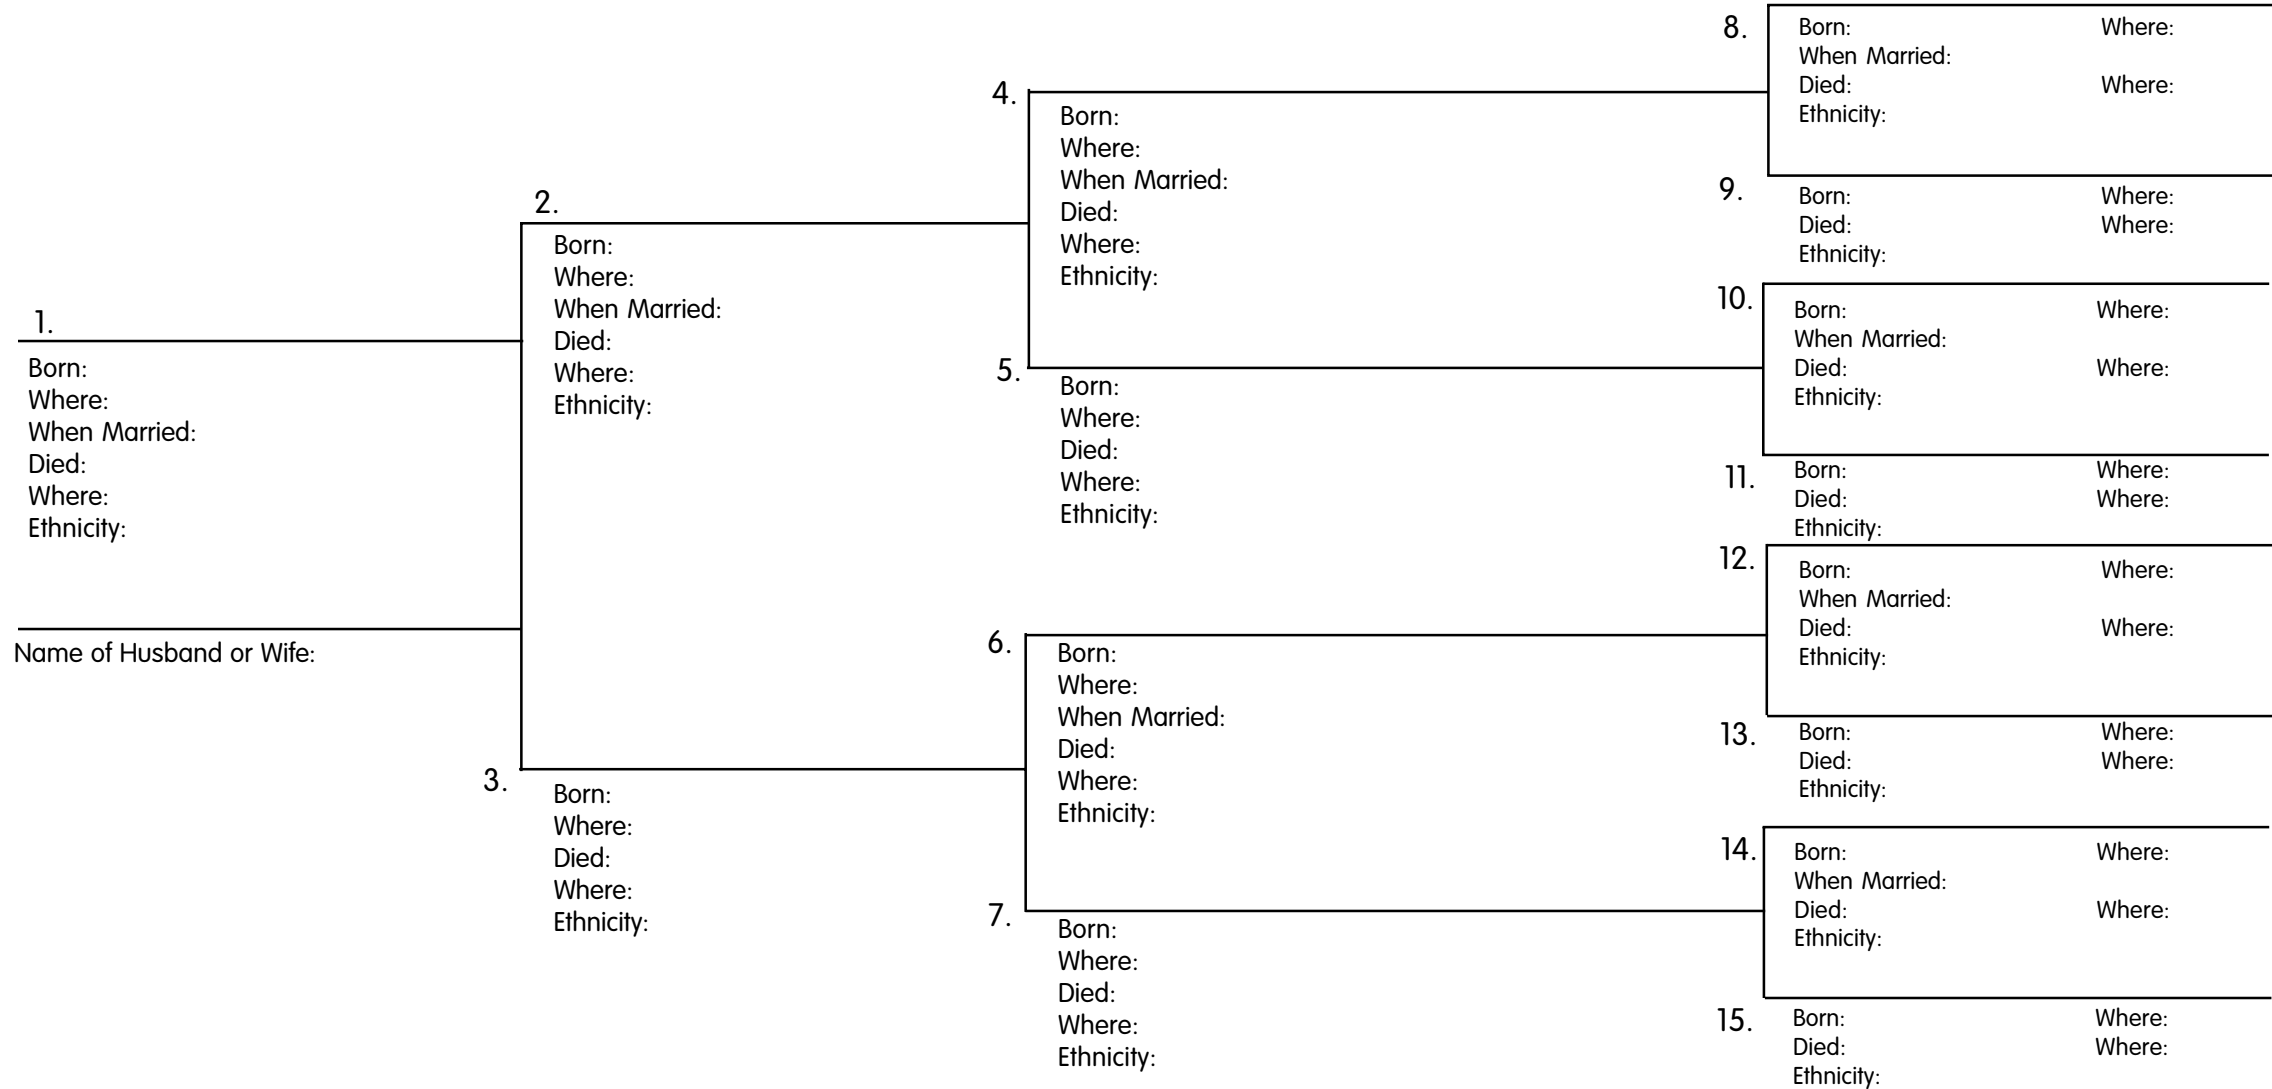 1.
Born:
Where:
When Married:
Died:
Where:
Ethnicity:
Name of Husband or Wife:
2.
Born:
Where:
When Married:
Died:
Where:
Ethnicity:
3.
Born:
Where:
Died:
Where:
Ethnicity:
4.
Born:
Where:
When Married:
Died:
Where:
Ethnicity:
5.
Born:
Where:
Died:
Where:
Ethnicity:
6.
Born:
Where:
When Married:
Died:
Where:
Ethnicity:
7.
Born:
Where:
Died:
Where:
Ethnicity:
8.
Born: Where:
When Married:
Died: Where:
Ethnicity:
9.
Born: Where:
Died: Where:
Ethnicity:
10.
Born: Where:
When Married:
Died: Where:
Ethnicity:
11.
Born: Where:
Died: Where:
Ethnicity:
12.
Born: Where:
When Married:
Died: Where:
Ethnicity:
13.
Born: Where:
Died: Where:
Ethnicity:
14.
Born: Where:
When Married:
Died: Where:
Ethnicity:
15.
Born: Where:
Died: Where:
Ethnicity: